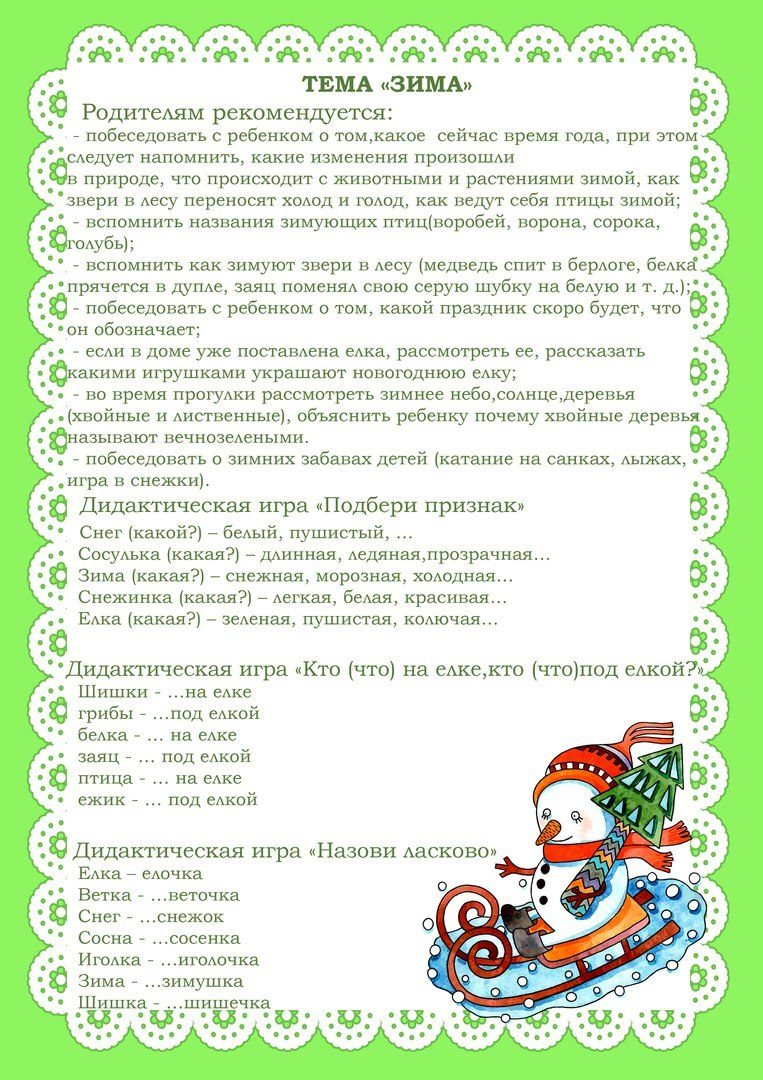 ТЕМА «ЗИМА»
Родителям рекомендуется:
- побеседовать с ребенком о том,какое сейчас время года, при этом
следует напомнить, какие изменения произошли
в природе, что происходит с животными и растениями зимой, как
звери в лесу переносят холод и голод, как ведут себя птицы зимой;
- вспомнить названия зимующих птиц(воробей, ворона, сорока,
голубь);
- вспомнить как зимуют звери в лесу (медведь спит в берлоге, белка
прячется в дупле, заяц поменял свою серую шубку на белую и т. д.);
- побеседовать с ребенком о том, какой праздник скоро будет, что
он обозначает;
- если в доме уже поставлена елка, рассмотреть ее, рассказать
какими игрушками украшают новогоднюю елку;
- во время прогулки рассмотреть зимнее небо,солнце,деревья
(хвойные и лиственные), объяснить ребенку почему хвойные деревья
называют вечнозелеными.
- побеседовать о зимних забавах детей (катание на санках, лыжах,
игра в снежки).
Дидактическая игра «Подбери признак»
Снег (какой?) – белый, пушистый, …
Сосулька (какая?) – длинная, ледяная,прозрачная…
Зима (какая?) – снежная, морозная, холодная…
Снежинка (какая?) – легкая, белая, красивая…
Елка (какая?) – зеленая, пушистая, колючая…
Дидактическая игра «Кто (что) на елке,кто (что)под елкой?»
Шишки - …на елке
грибы - …под елкой
белка - … на елке
заяц - … под елкой
птица - … на елке
ежик - … под елкой
Дидактическая игра «Назови ласково»
Елка – елочка
Ветка - …веточка
Снег - …снежок
Сосна - …сосенка
Иголка - …иголочка
Зима - …зимушка
Шишка - …шишечка